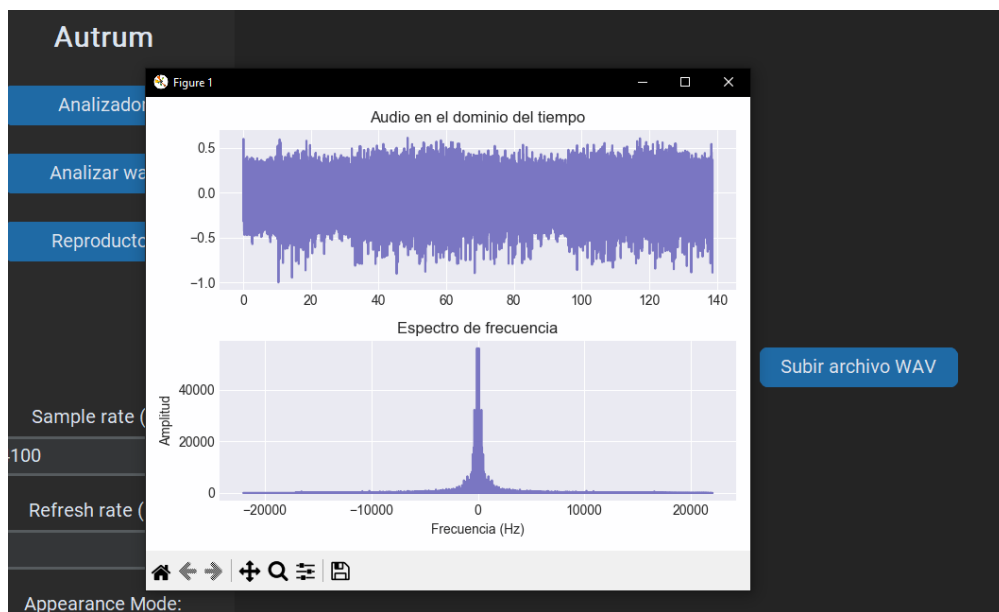 Autrum
Figure 1
Analizador
Analizar wa
Reproducto
Audio en el dominio del tiempo
0.5
0.0
−0.5
−1.0
0 20 40 60 80 100 120 140
Espectro de frecuencia
40000
20000
0
Amplitud
−20000 −10000 0 10000 20000
Frecuencia (Hz)
Subir archivo WAV
Sample rate (
100
Refresh rate (
Appearance Mode: